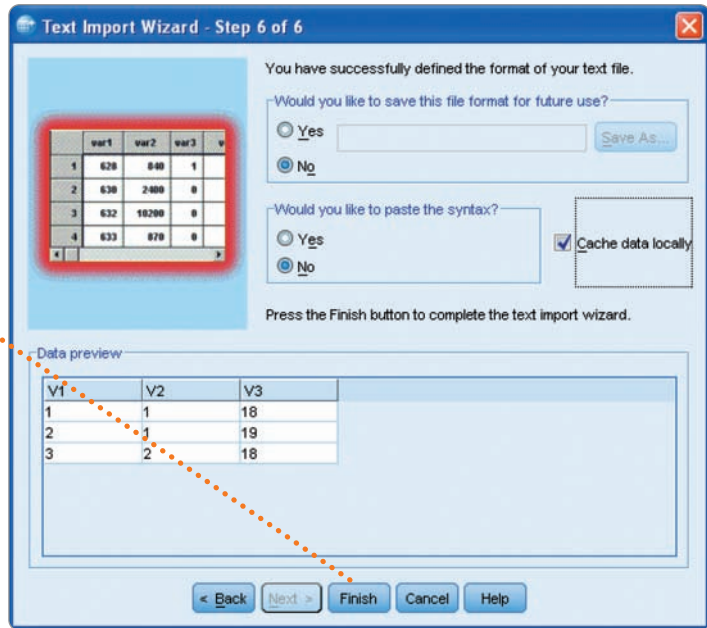 Text Import Wizard - Step 6 of 6
You have successfully defined the format of your text file.
Would you like to save this file format for future use?
Yes
Save As...
No
var1 var2 var3 v
1 628 840 1
2 630 2400 0
3 632 10200 0
4 633 870 0
Would you like to paste the syntax?
Yes
No
Cache data locally
Press the Finish button to complete the text import wizard.
Data preview
V1 V2 V3
1 1 18
2 1 19
3 2 18
< Back Next > Finish Cancel Help